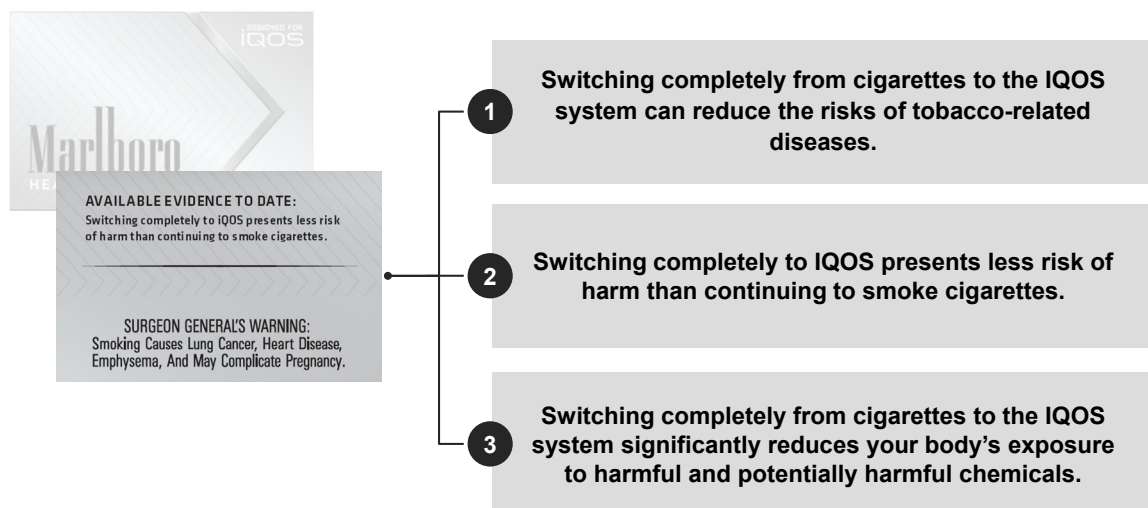 DESIGNED FOR
iQOS
Marlboro
HEA
AVAILABLE EVIDENCE TO DATE:
Switching completely to iQOS presents less risk
of harm than continuing to smoke cigarettes.
SURGEON GENERAL'S WARNING:
Smoking Causes Lung Cancer, Heart Disease,
Emphysema, And May Complicate Pregnancy.
1
Switching completely from cigarettes to the IQOS
system can reduce the risks of tobacco-related
diseases.
2
Switching completely to IQOS presents less risk of
harm than continuing to smoke cigarettes.
3
Switching completely from cigarettes to the IQOS
system significantly reduces your body's exposure
to harmful and potentially harmful chemicals.